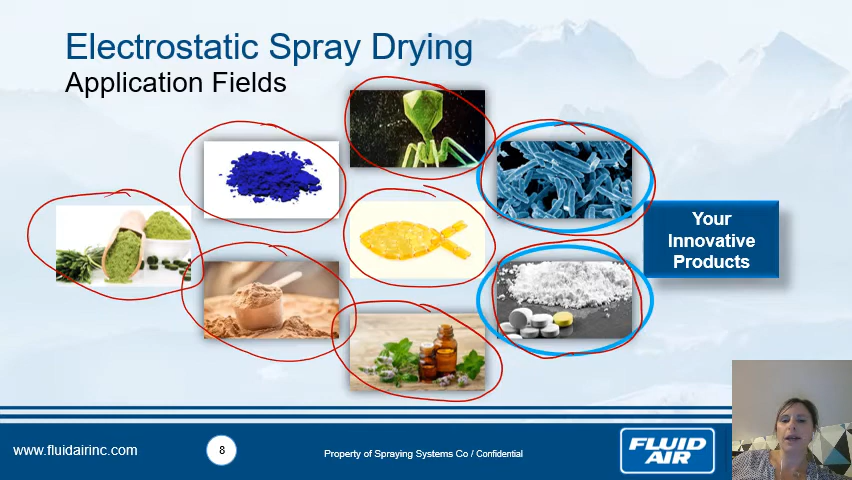 Electrostatic Spray Drying
Application Fields
Your
Innovative
Products
www.fluidairinc.com
8
Property of Spraying Systems Co / Confidential
FLUID
AIR